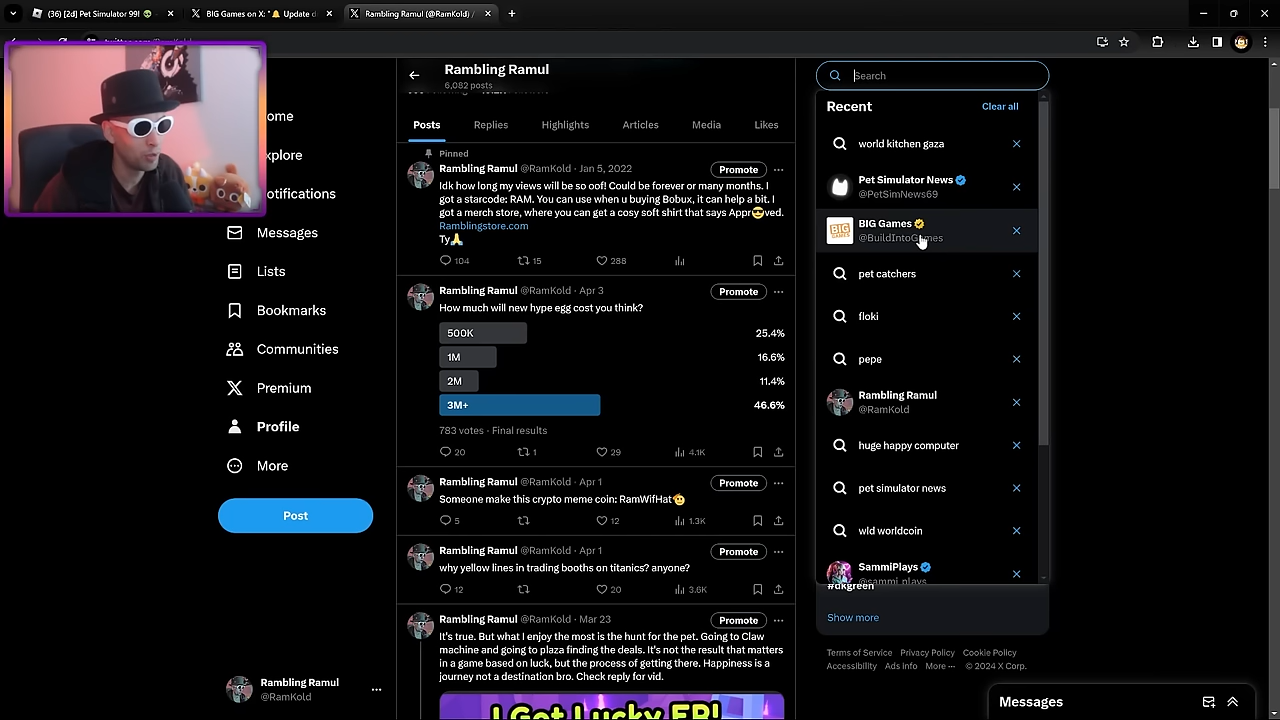 (36) [2d] Pet Simulator 99!
BIG Games on X: "🔔 Update d
Rambling Ramul (@RamKold) /
Rambling Ramul
6,082 posts
Posts
Replies
Highlights
Articles
Media
Likes
ome
xplore
otifications
Messages
Lists
Bookmarks
Communities
Premium
Profile
More
Post
Rambling Ramul
@RamKold
Pinned
Rambling Ramul @RamKold · Jan 5, 2022
Promote
Idk how long my views will be so oof! Could be forever or many months. I
got a starcode: RAM. You can use when u buying Bobux, it can help a bit. I
got a merch store, where you can get a cosy soft shirt that says Appr😎ved.
Ramblingstore.com
Ty🙏
104
15
288
Rambling Ramul @RamKold · Apr 3
Promote
How much will new hype egg cost you think?
500K 25.4%
1M 16.6%
2M 11.4%
3M+ 46.6%
783 votes · Final results
20
1
29
4.1K
Rambling Ramul @RamKold · Apr 1
Promote
Someone make this crypto meme coin: RamWifHat🤠
5
12
1.3K
Rambling Ramul @RamKold · Apr 1
Promote
why yellow lines in trading booths on titanics? anyone?
12
20
3.6K
Rambling Ramul @RamKold · Mar 23
Promote
It's true. But what I enjoy the most is the hunt for the pet. Going to Claw
machine and going to plaza finding the deals. It's not the result that matters
in a game based on luck, but the process of getting there. Happiness is a
journey not a destination bro. Check reply for vid.
I Got Lucky FR!
Search
Recent
Clear all
world kitchen gaza
Pet Simulator News
@PetSimNews69
BIG Games
@BuildIntoGames
pet catchers
floki
pepe
Rambling Ramul
@RamKold
huge happy computer
pet simulator news
wld worldcoin
SammiPlays
@sammi_plays
#dkgreen
Show more
Terms of Service Privacy Policy Cookie Policy
Accessibility Ads Info More ··· © 2024 X Corp.
Messages